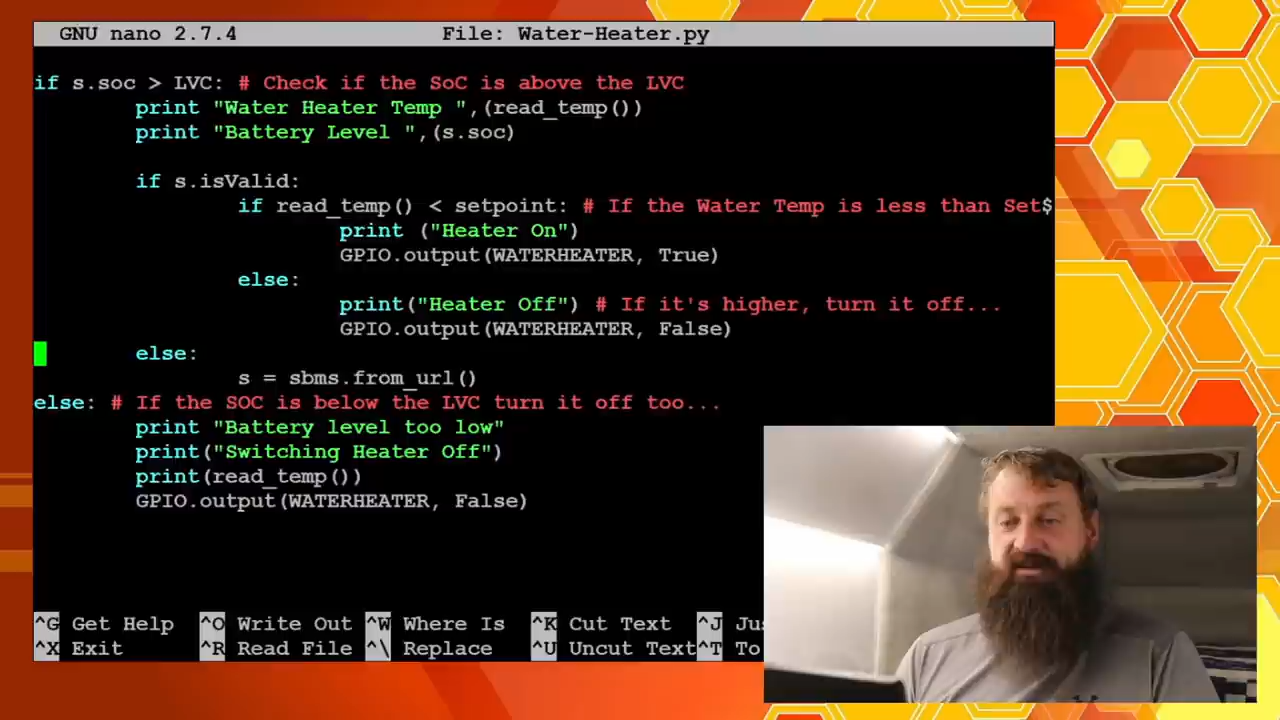 GNU nano 2.7.4 File: Water-Heater.py
if s.soc > LVC: # Check if the SoC is above the LVC
print "Water Heater Temp ",(read_temp())
print "Battery Level ",(s.soc)
if s.isValid:
if read_temp() < setpoint: # If the Water Temp is less than Set$
print ("Heater On")
GPIO.output(WATERHEATER, True)
else:
print("Heater Off") # If it's higher, turn it off...
GPIO.output(WATERHEATER, False)
else:
s = sbms.from_url()
else: # If the SOC is below the LVC turn it off too...
print "Battery level too low"
print("Switching Heater Off")
print(read_temp())
GPIO.output(WATERHEATER, False)
^G Get Help ^O Write Out ^W Where Is ^K Cut Text ^J Jus
^X Exit ^R Read File ^\ Replace ^U Uncut Text ^T To